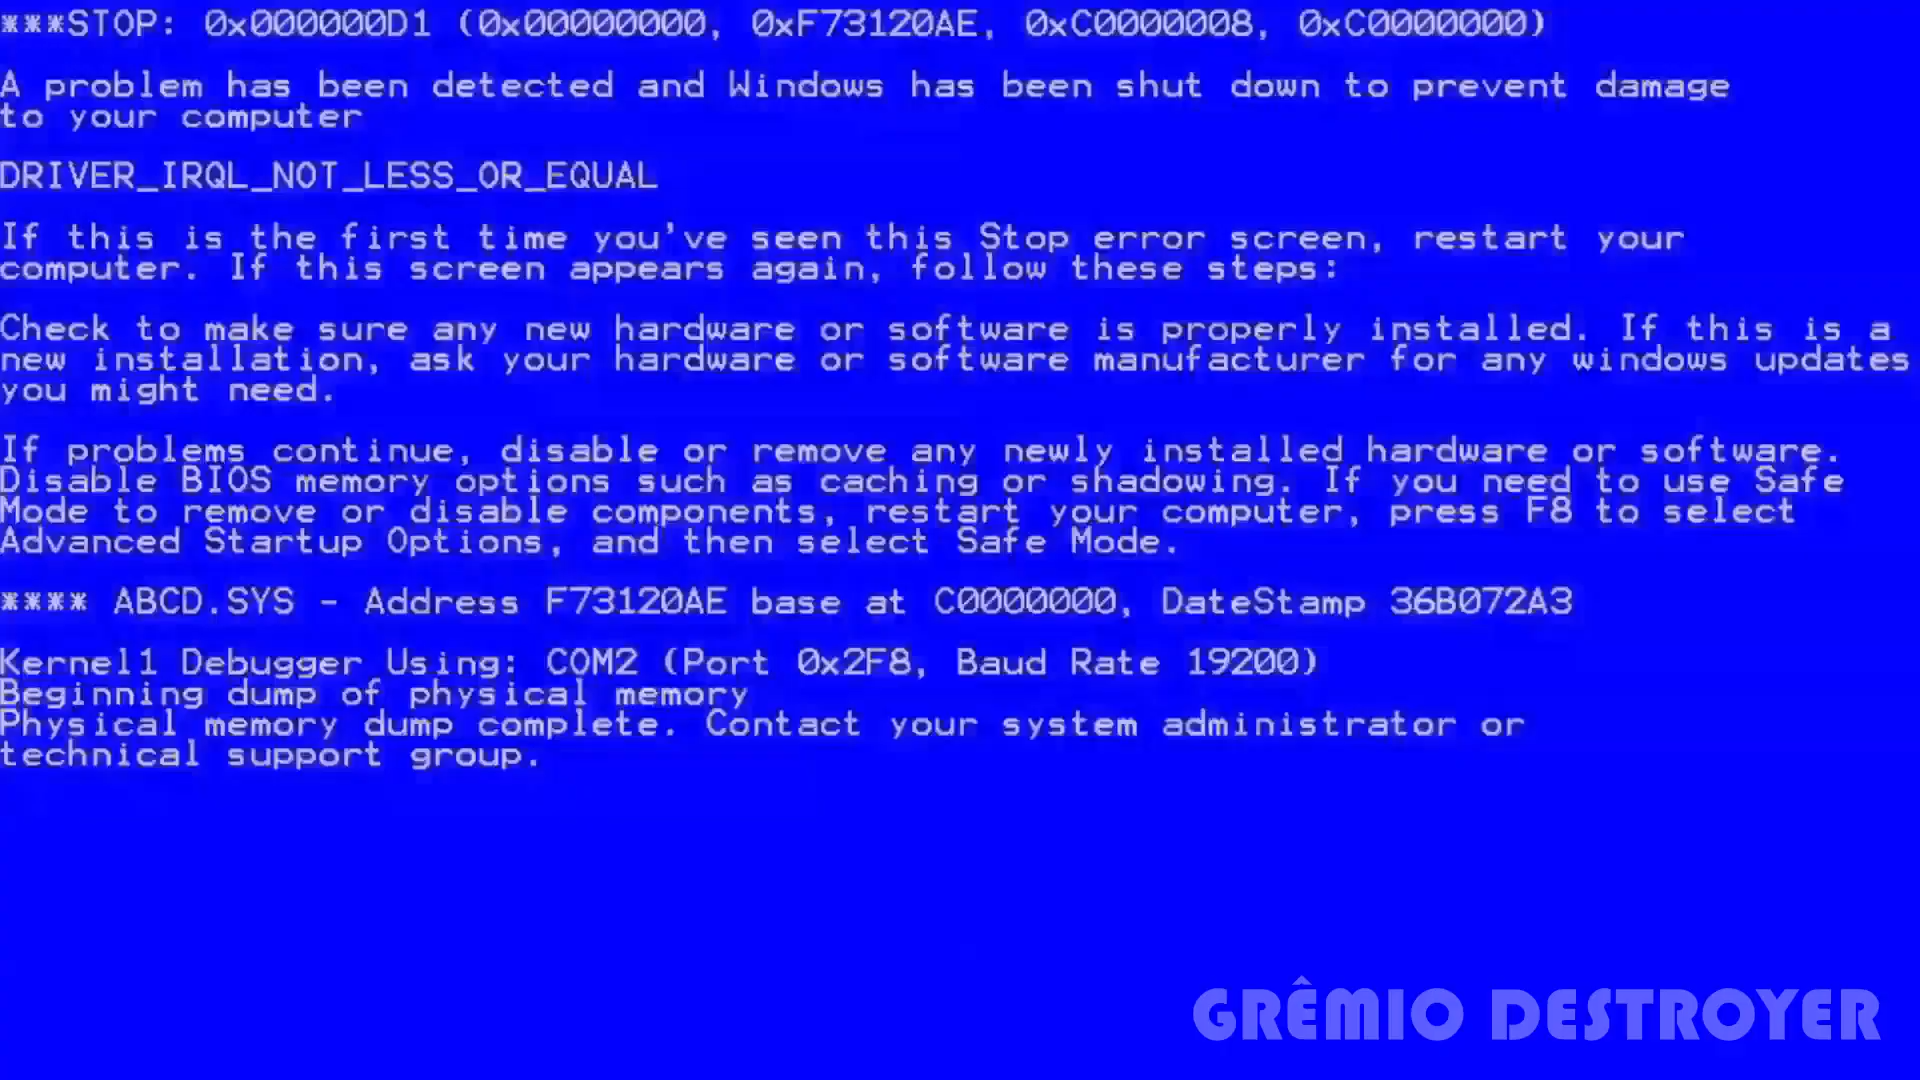 ***STOP: 0x000000D1 (0x00000000, 0xF73120AE, 0xC0000008, 0xC0000000)
A problem has been detected and Windows has been shut down to prevent damage
to your computer
DRIVER_IRQL_NOT_LESS_OR_EQUAL
If this is the first time you've seen this Stop error screen, restart your
computer. If this screen appears again, follow these steps:
Check to make sure any new hardware or software is properly installed. If this is a
new installation, ask your hardware or software manufacturer for any windows updates
you might need.
If problems continue, disable or remove any newly installed hardware or software.
Disable BIOS memory options such as caching or shadowing. If you need to use Safe
Mode to remove or disable components, restart your computer, press F8 to select
Advanced Startup Options, and then select Safe Mode.
**** ABCD.SYS - Address F73120AE base at C0000000, DateStamp 36B072A3
Kernel1 Debugger Using: COM2 (Port 0x2F8, Baud Rate 19200)
Beginning dump of physical memory
Physical memory dump complete. Contact your system administrator or
technical support group.
GRÊMIO DESTROYER